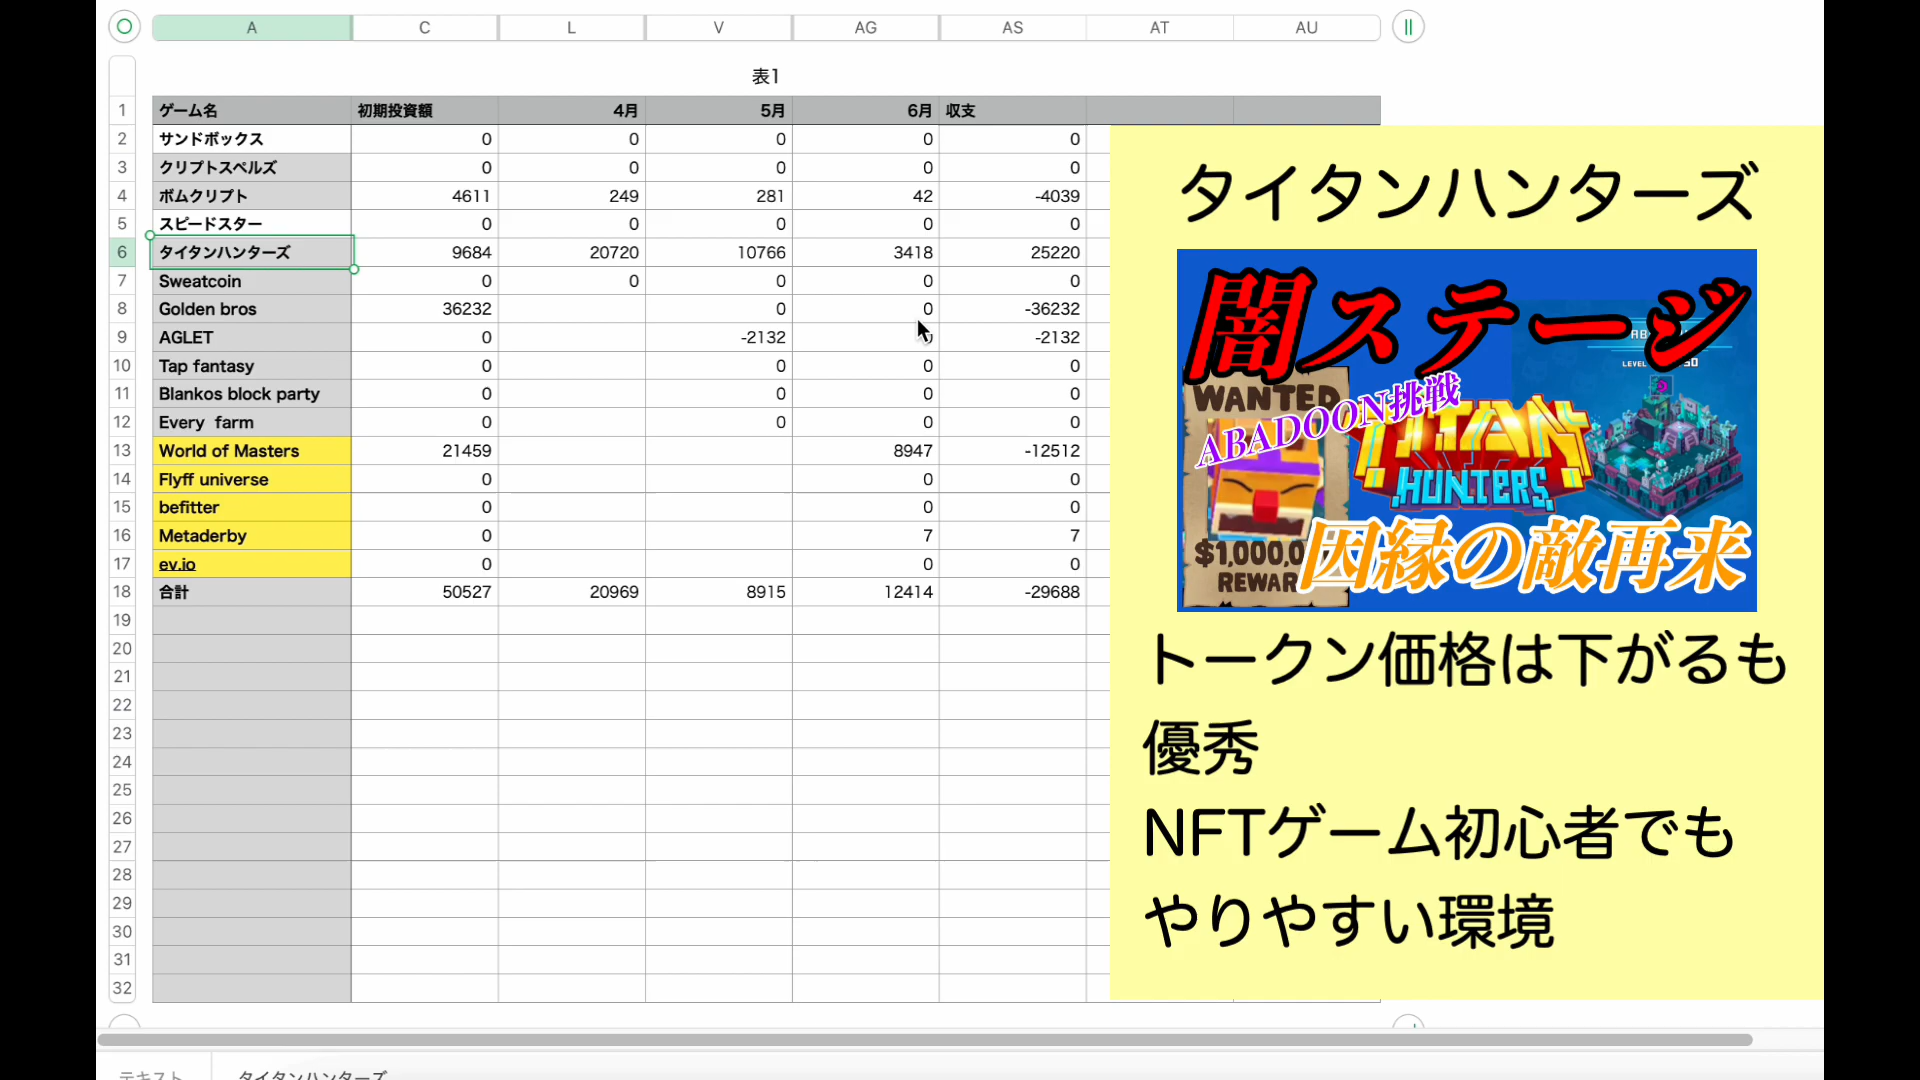 A C L V AG AS AT AU
表1
1 ゲーム名 初期投資額 4月 5月 6月 収支
2 サンドボックス 0 0 0 0 0
3 クリプトスペルズ 0 0 0 0 0
4 ボムクリプト 4611 249 281 42 -4039
5 スピードスター 0 0 0 0 0
6 タイタンハンターズ 9684 20720 10766 3418 25220
7 Sweatcoin 0 0 0 0 0
8 Golden bros 36232 0 0 -36232
9 AGLET 0 -2132 0 -2132
10 Tap fantasy 0 0 0 0
11 Blankos block party 0 0 0 0
12 Every farm 0 0 0 0
13 World of Masters 21459 8947 -12512
14 Flyff universe 0 0 0
15 befitter 0 0 0
16 Metaderby 0 7 7
17 ev.io 0 0 0
18 合計 50527 20969 8915 12414 -29688
19
20
21
22
23
24
25
26
27
28
29
30
31
32
タイタンハンターズ
闇ステージ
LEVEL
WANTED
ABADOON挑戦
TITAN
HUNTERS
$1,000,0
因縁の敵再来
REWAR
トークン価格は下がるも
優秀
NFTゲーム初心者でも
やりやすい環境
テキスト タイタンハンターズ